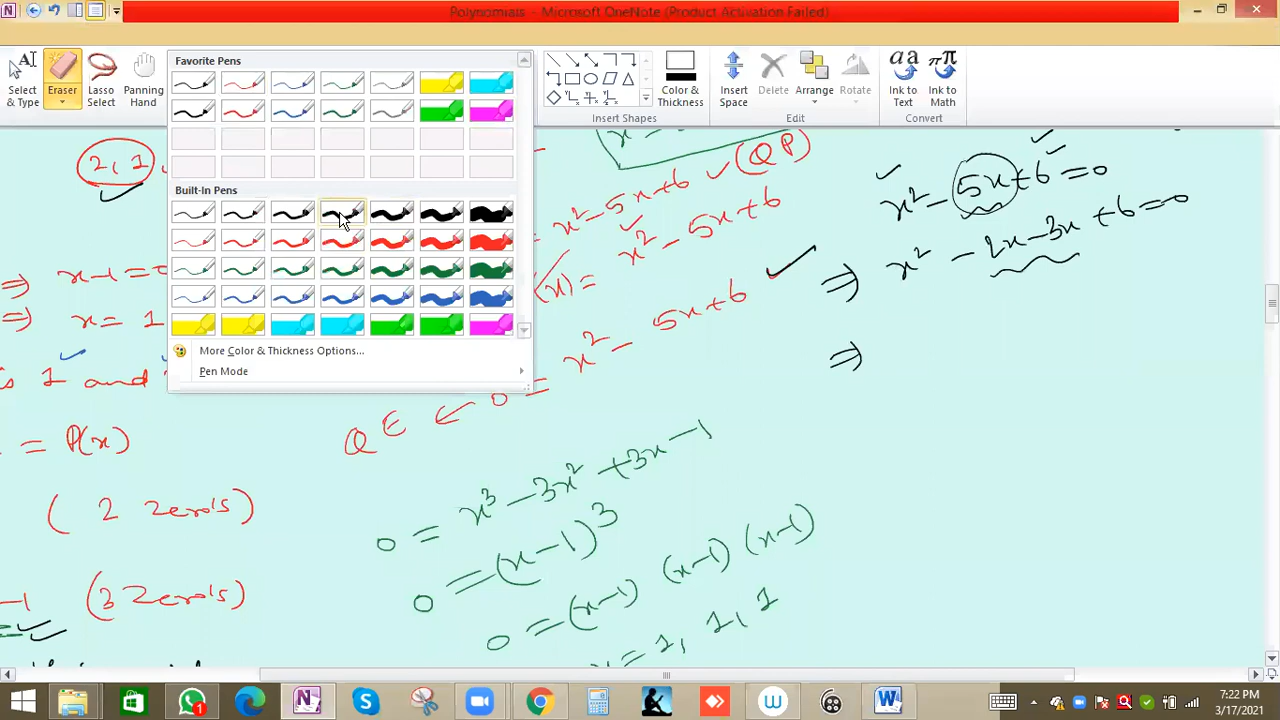 Polynomials - Microsoft OneNote (Product Activation Failed)
Select & Type
Eraser
Lasso Select
Panning Hand
Favorite Pens
Built-In Pens
More Color & Thickness Options...
Pen Mode
Color & Thickness
Insert Shapes
Insert Space
Delete
Arrange
Rotate
Edit
Ink to Text
Ink to Math
Convert
2, 1
⇒ x-1=0
⇒ x= 1
is 1 and
= P(x)
( 2 Zero's)
-1 (3 Zero's)
x²-5x+6 ✓ (QP)
(x)= x²-5x+6
0 = x²-5x+6
QE ←
0 = x³-3x²+3x-1
0 = (x-1)³
0 = (x-1) (x-1) (x-1)
x = 1, 1, 1
x²-5x+6=0
⇒ x²-2x-3x+6=0
⇒
7:22 PM
3/17/2021